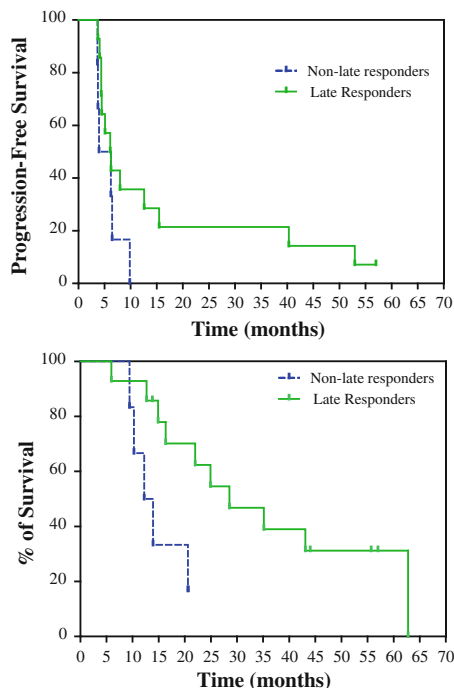 100
80
60
40
20
0
Progression-Free Survival
Non-late responders
Late Responders
0 5 10 15 20 25 30 35 40 45 50 55 60 65 70
Time (months)
100
80
60
40
20
0
% of Survival
Non-late responders
Late Responders
0 5 10 15 20 25 30 35 40 45 50 55 60 65 70
Time (months)